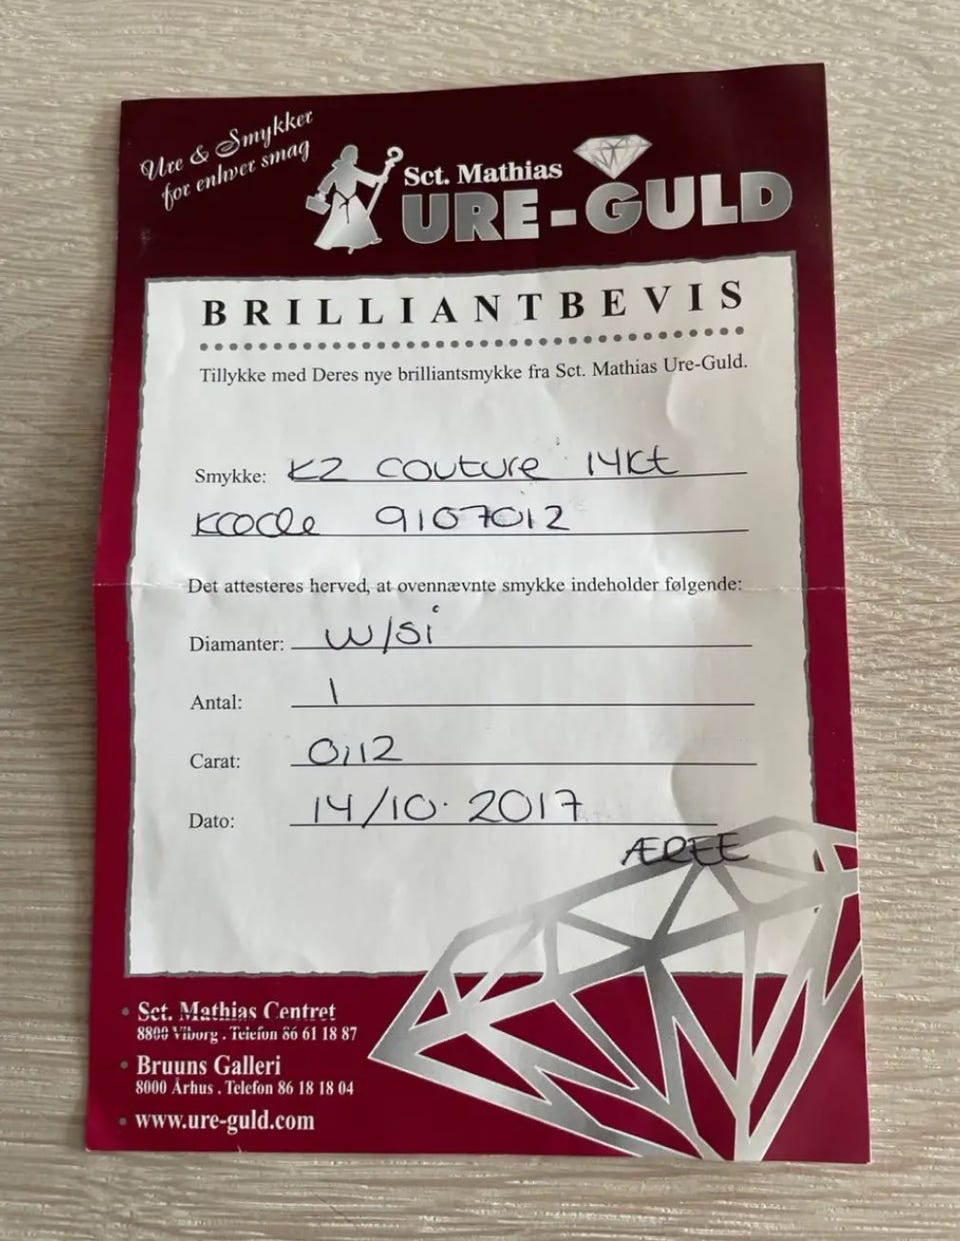 Ure & Smykker
for enhver smag
Sct. Mathias
URE-GULD
BRILLIANTBEVIS
Tillykke med Deres nye brilliantsmykke fra Sct. Mathias Ure-Guld.
Smykke: KZ couture 14kt
9107012
Det attesteres herved, at ovennævnte smykke indeholder følgende:
Diamanter: W/Si
Antal: 1
Carat: 0,12
Dato: 14/10. 2017
• Sct. Mathias Centret
8800 Viborg . Telefon 86 61 18 87
• Bruuns Galleri
8000 Århus . Telefon 86 18 18 04
• www.ure-guld.com